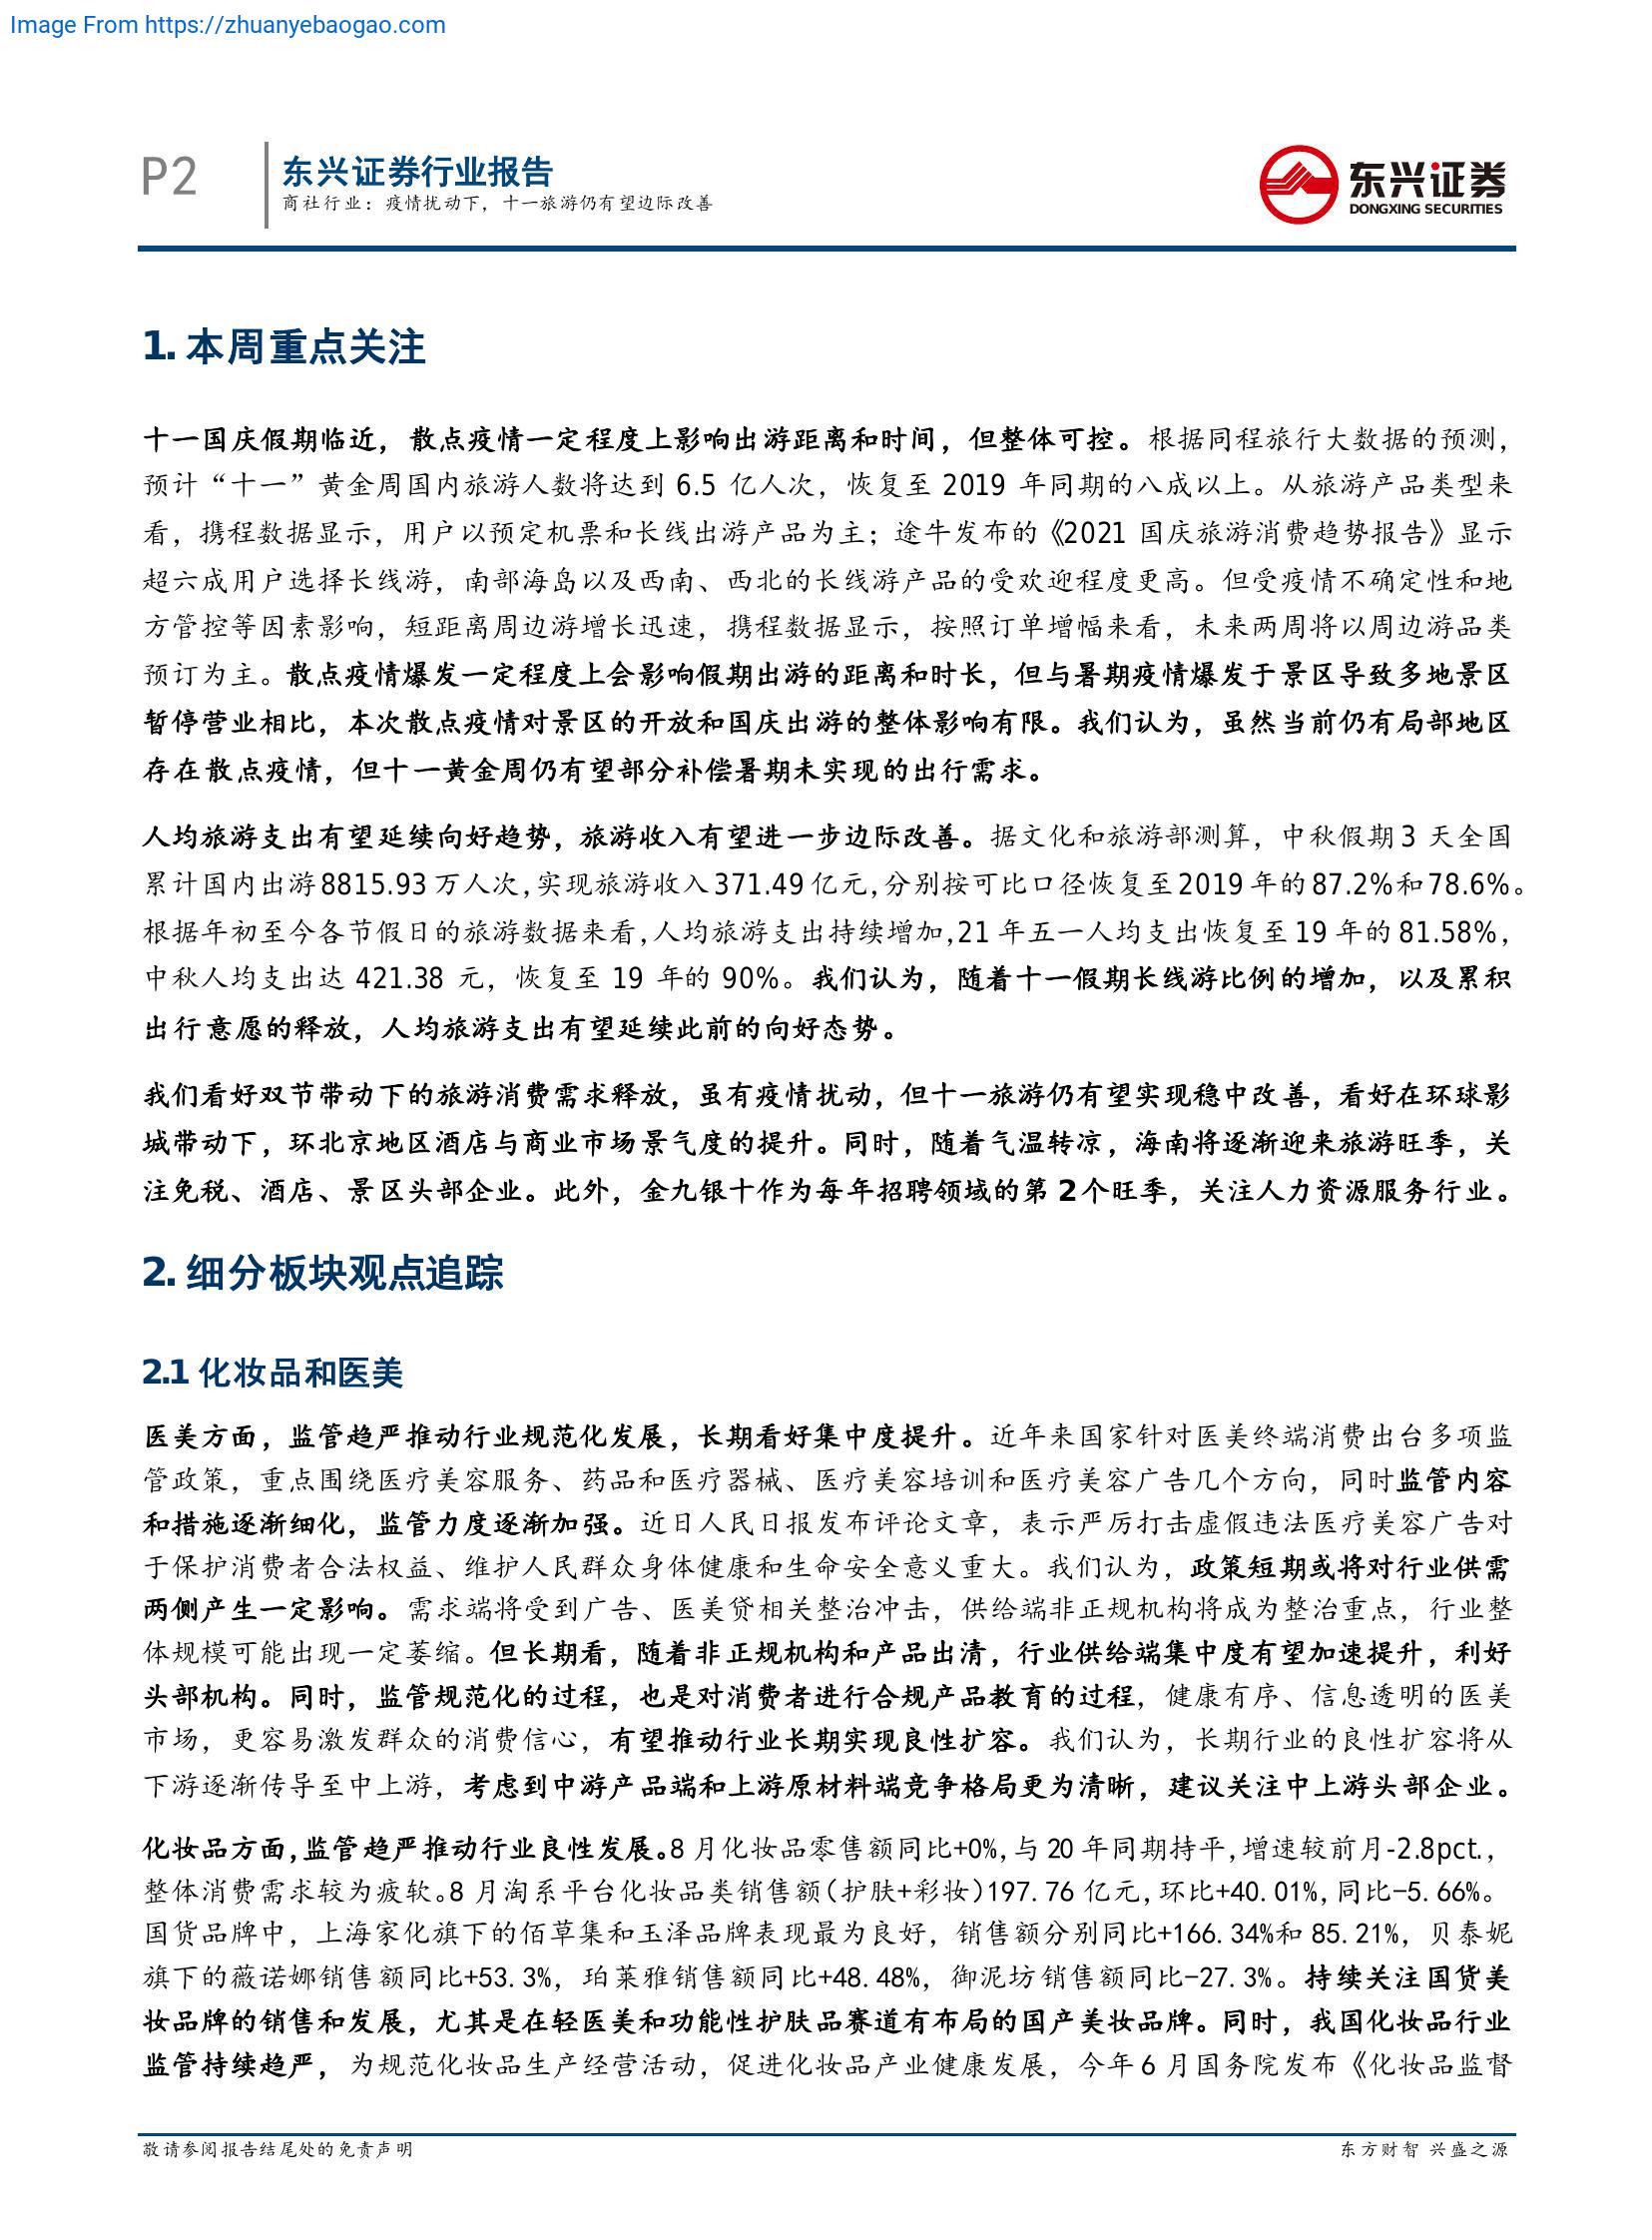 Image From https://zhuanyebaogao.com
P2
东兴证券行业报告
商社行业：疫情扰动下，十一旅游仍有望边际改善
东兴证券
DONGXING SECURITIES
1. 本周重点关注
十一国庆假期临近，散点疫情一定程度上影响出游距离和时间，但整体可控。根据同程旅行大数据的预测，
预计“十一”黄金周国内旅游人数将达到 6.5 亿人次，恢复至 2019 年同期的八成以上。从旅游产品类型来
看，携程数据显示，用户以预定机票和长线出游产品为主；途牛发布的《2021 国庆旅游消费趋势报告》显示
超六成用户选择长线游，南部海岛以及西南、西北的长线游产品的受欢迎程度更高。但受疫情不确定性和地
方管控等因素影响，短距离周边游增长迅速，携程数据显示，按照订单增幅来看，未来两周将以周边游品类
预订为主。散点疫情爆发一定程度上会影响假期出游的距离和时长，但与暑期疫情爆发于景区导致多地景区
暂停营业相比，本次散点疫情对景区的开放和国庆出游的整体影响有限。我们认为，虽然当前仍有局部地区
存在散点疫情，但十一黄金周仍有望部分补偿暑期未实现的出行需求。
人均旅游支出有望延续向好趋势，旅游收入有望进一步边际改善。据文化和旅游部测算，中秋假期 3 天全国
累计国内出游 8815.93 万人次，实现旅游收入 371.49 亿元，分别按可比口径恢复至 2019 年的 87.2%和 78.6%。
根据年初至今各节假日的旅游数据来看，人均旅游支出持续增加，21 年五一人均支出恢复至 19 年的 81.58%，
中秋人均支出达 421.38 元，恢复至 19 年的 90%。我们认为，随着十一假期长线游比例的增加，以及累积
出行意愿的释放，人均旅游支出有望延续此前的向好态势。
我们看好双节带动下的旅游消费需求释放，虽有疫情扰动，但十一旅游仍有望实现稳中改善，看好在环球影
城带动下，环北京地区酒店与商业市场景气度的提升。同时，随着气温转凉，海南将逐渐迎来旅游旺季，关
注免税、酒店、景区头部企业。此外，金九银十作为每年招聘领域的第 2 个旺季，关注人力资源服务行业。
2. 细分板块观点追踪
2.1 化妆品和医美
医美方面，监管趋严推动行业规范化发展，长期看好集中度提升。近年来国家针对医美终端消费出台多项监
管政策，重点围绕医疗美容服务、药品和医疗器械、医疗美容培训和医疗美容广告几个方向，同时监管内容
和措施逐渐细化，监管力度逐渐加强。近日人民日报发布评论文章，表示严厉打击虚假违法医疗美容广告对
于保护消费者合法权益、维护人民群众身体健康和生命安全意义重大。我们认为，政策短期或将对行业供需
两侧产生一定影响。需求端将受到广告、医美贷相关整治冲击，供给端非正规机构将成为整治重点，行业整
体规模可能出现一定萎缩。但长期看，随着非正规机构和产品出清，行业供给端集中度有望加速提升，利好
头部机构。同时，监管规范化的过程，也是对消费者进行合规产品教育的过程，健康有序、信息透明的医美
市场，更容易激发群众的消费信心，有望推动行业长期实现良性扩容。我们认为，长期行业的良性扩容将从
下游逐渐传导至中上游，考虑到中游产品端和上游原材料端竞争格局更为清晰，建议关注中上游头部企业。
化妆品方面，监管趋严推动行业良性发展。8 月化妆品零售额同比+0%，与 20 年同期持平，增速较前月-2.8pct.，
整体消费需求较为疲软。8 月淘系平台化妆品类销售额（护肤+彩妆）197.76 亿元，环比+40.01%，同比-5.66%。
国货品牌中，上海家化旗下的佰草集和玉泽品牌表现最为良好，销售额分别同比+166.34%和 85.21%，贝泰妮
旗下的薇诺娜销售额同比+53.3%，珀莱雅销售额同比+48.48%，御泥坊销售额同比-27.3%。持续关注国货美
妆品牌的销售和发展，尤其是在轻医美和功能性护肤品赛道有布局的国产美妆品牌。同时，我国化妆品行业
监管持续趋严，为规范化妆品生产经营活动，促进化妆品产业健康发展，今年 6 月国务院发布《化妆品监督
敬请参阅报告结尾处的免责声明
东方财智 兴盛之源